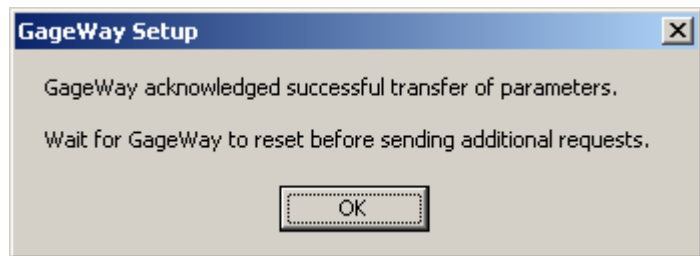 GageWay Setup
GageWay acknowledged successful transfer of parameters.
Wait for GageWay to reset before sending additional requests.
OK